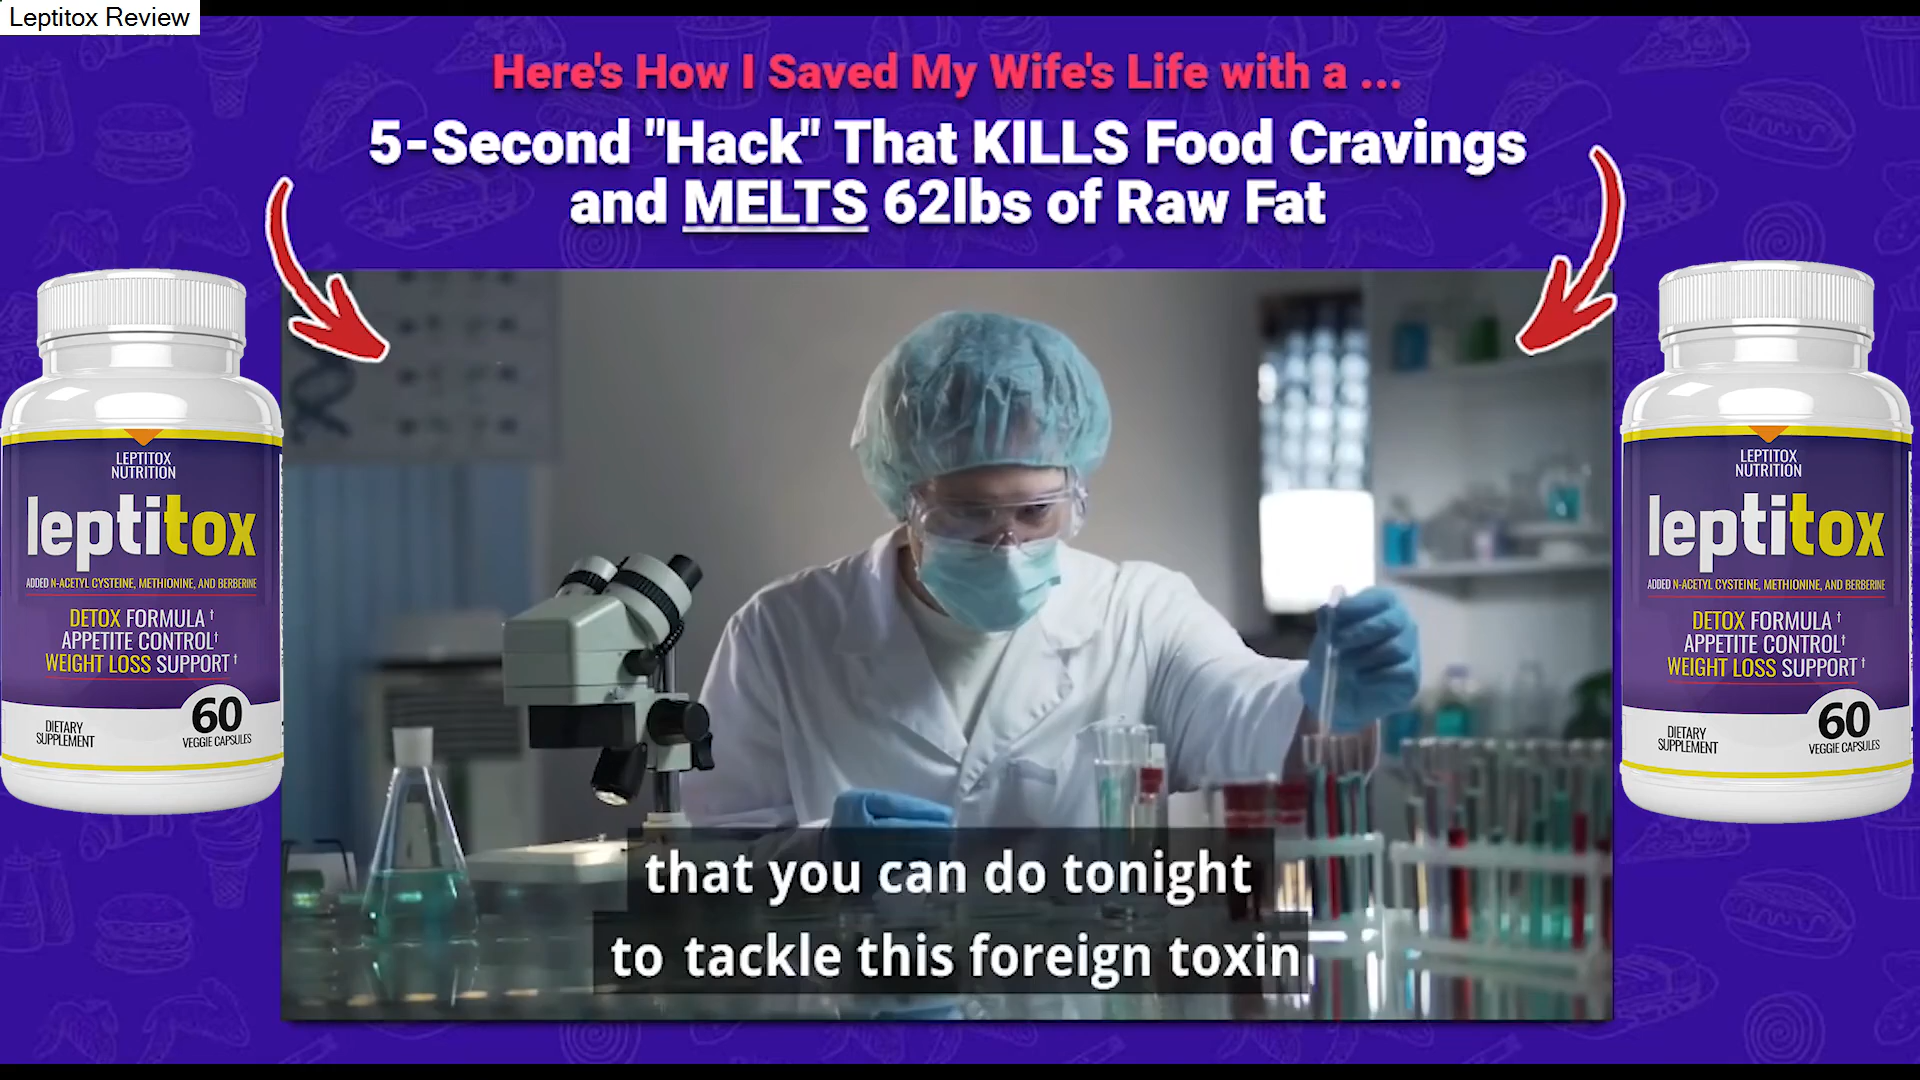 Leptitox Review
Here's How I Saved My Wife's Life with a ...
5-Second "Hack" That KILLS Food Cravings
and MELTS 62lbs of Raw Fat
LEPTITOX
NUTRITION
leptitox
ADDED N-ACETYL CYSTEINE, METHIONINE, AND BERBERINE
DETOX FORMULA †
APPETITE CONTROL†
WEIGHT LOSS SUPPORT †
DIETARY
SUPPLEMENT
60
VEGGIE CAPSULES
that you can do tonight
to tackle this foreign toxin
LEPTITOX
NUTRITION
leptitox
ADDED N-ACETYL CYSTEINE, METHIONINE, AND BERBERINE
DETOX FORMULA †
APPETITE CONTROL†
WEIGHT LOSS SUPPORT †
DIETARY
SUPPLEMENT
60
VEGGIE CAPSULES